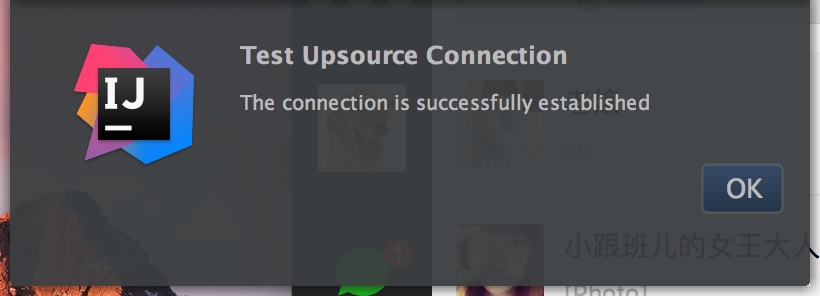 Test Upsource Connection
IJ
The connection is successfully established
OK
1
小跟班儿的女王大人
[Photo]